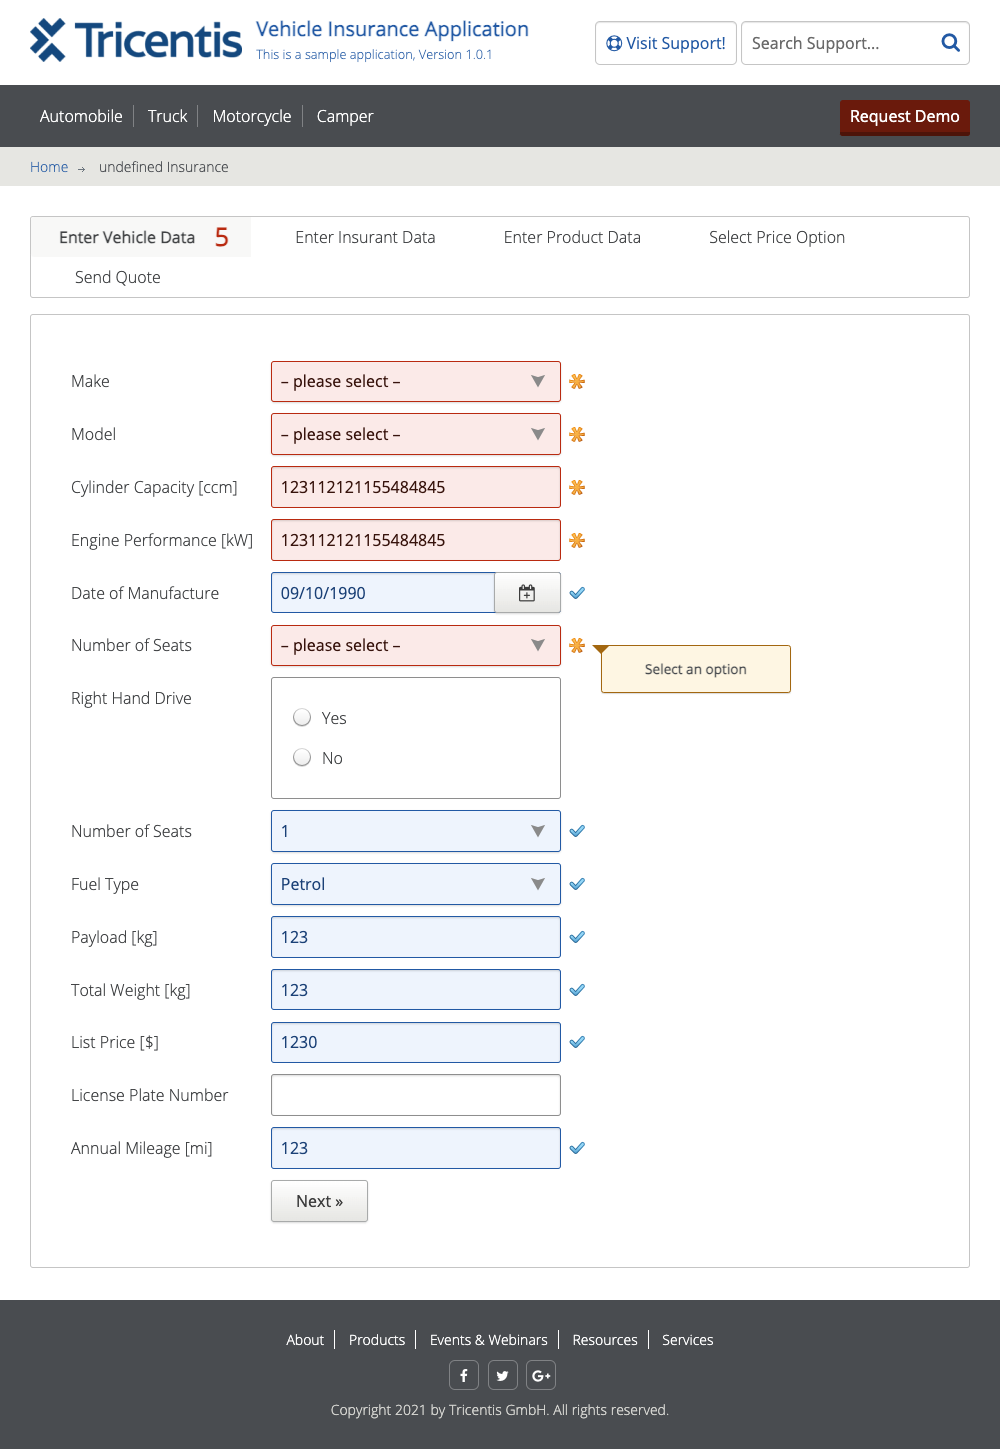 Tricentis
Vehicle Insurance Application
This is a sample application, Version 1.0.1
Visit Support!
Search Support...
Automobile
Truck
Motorcycle
Camper
Request Demo
Home → undefined Insurance
Enter Vehicle Data 5
Enter Insurant Data
Enter Product Data
Select Price Option
Send Quote
Make
– please select –
Model
– please select –
Cylinder Capacity [ccm]
123112121155484845
Engine Performance [kW]
123112121155484845
Date of Manufacture
09/10/1990
Number of Seats
– please select –
Select an option
Right Hand Drive
Yes
No
Number of Seats
1
Fuel Type
Petrol
Payload [kg]
123
Total Weight [kg]
123
List Price [$]
1230
License Plate Number
Annual Mileage [mi]
123
Next »
About
Products
Events & Webinars
Resources
Services
f
G+
Copyright 2021 by Tricentis GmbH. All rights reserved.